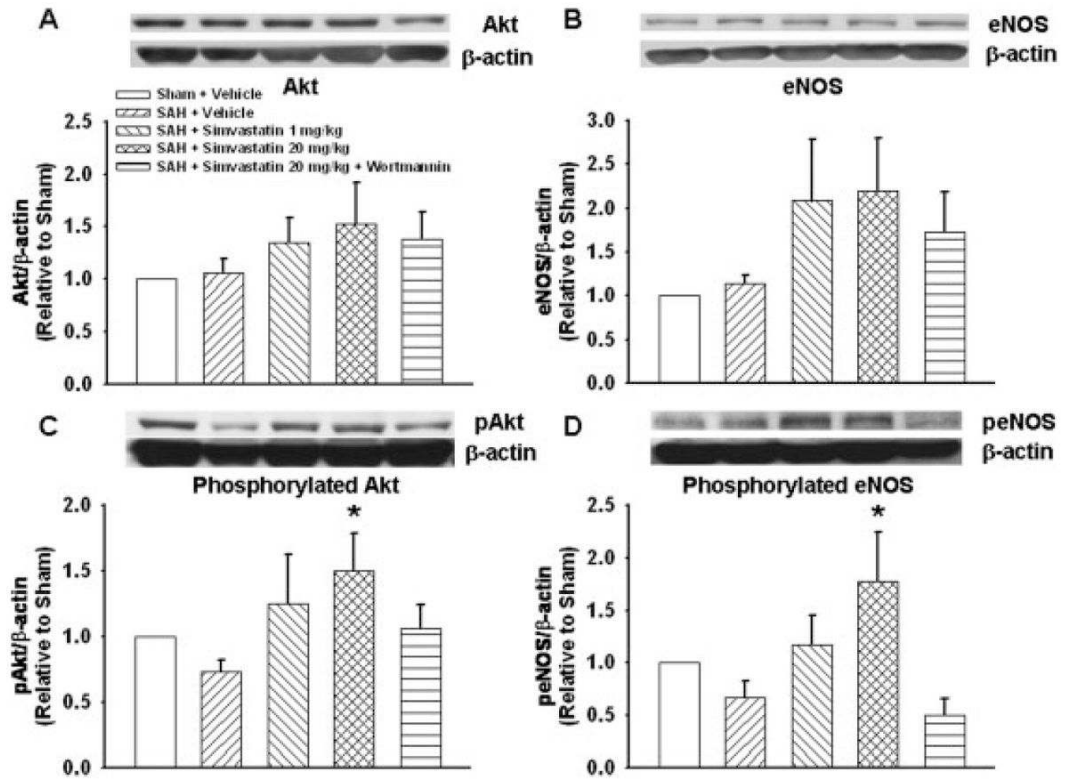 A
Akt
β-actin
Akt
Sham + Vehicle
SAH + Vehicle
SAH + Simvastatin 1 mg/kg
SAH + Simvastatin 20 mg/kg
SAH + Simvastatin 20 mg/kg + Wortmannin
Akt/β-actin
(Relative to Sham)
2.5
2.0
1.5
1.0
0.5
0.0
B
eNOS
β-actin
eNOS
eNOS/β-actin
(Relative to Sham)
3.0
2.5
2.0
1.5
1.0
0.5
0.0
C
pAkt
β-actin
Phosphorylated Akt
pAkt/β-actin
(Relative to Sham)
2.0
1.5
1.0
0.5
0.0
*
D
peNOS
β-actin
Phosphorylated eNOS
peNOS/β-actin
(Relative to Sham)
2.5
2.0
1.5
1.0
0.5
0.0
*